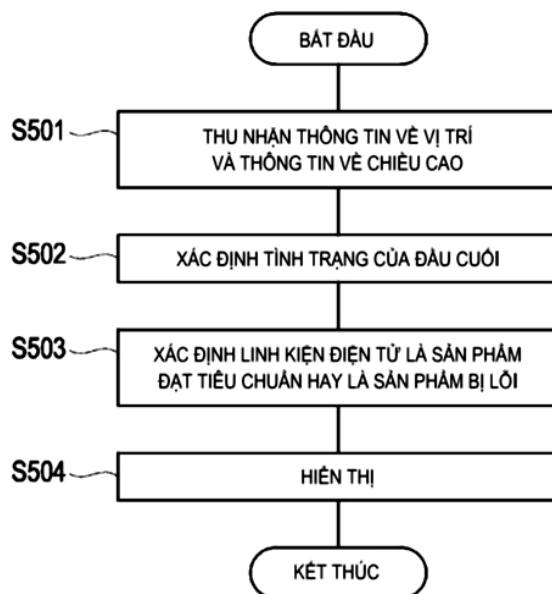 BẮT ĐẦU
S501
THU NHẬN THÔNG TIN VỀ VỊ TRÍ
VÀ THÔNG TIN VỀ CHIỀU CAO
S502
XÁC ĐỊNH TÌNH TRẠNG CỦA ĐẦU CUỐI
S503
XÁC ĐỊNH LINH KIỆN ĐIỆN TỬ LÀ SẢN PHẨM
ĐẠT TIÊU CHUẨN HAY LÀ SẢN PHẨM BỊ LỖI
S504
HIỂN THỊ
KẾT THÚC